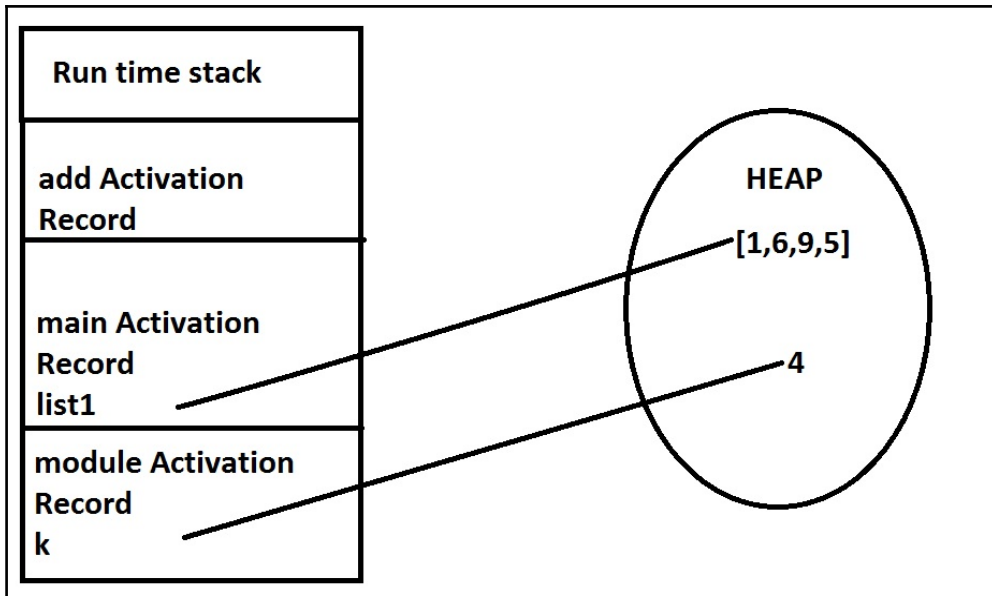 Run time stack
add Activation
Record
main Activation
Record
list1
module Activation
Record
k
HEAP
[1,6,9,5]
4